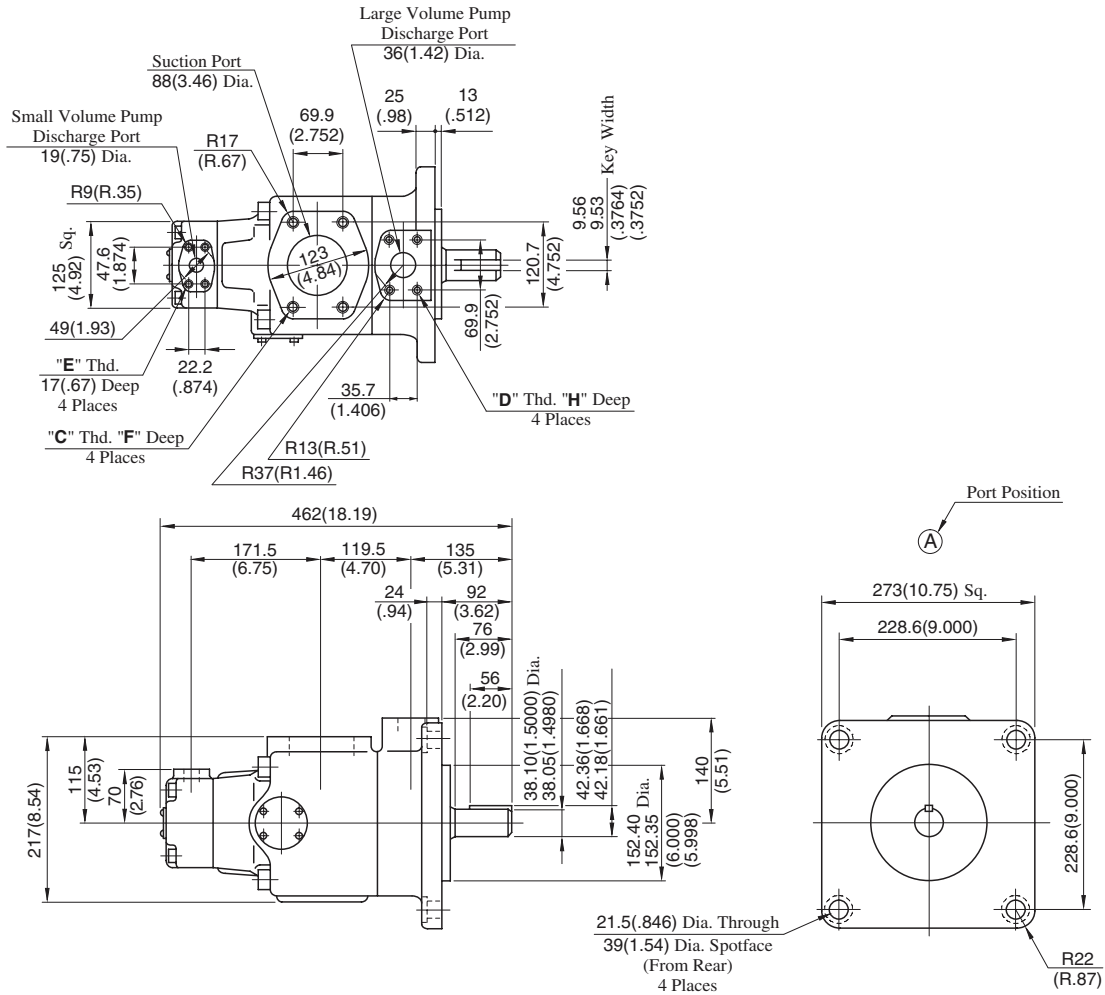 Large Volume Pump
Discharge Port
36(1.42) Dia.
Suction Port
88(3.46) Dia.
Small Volume Pump
Discharge Port
19(.75) Dia.
R9(R.35)
R17
(R.67)
69.9
(2.752)
25
(.98)
13
(.512)
Key Width
9.56
9.53
(.3764)
(.3752)
125
(4.92) Sq.
47.6
(1.874)
123
(4.84)
120.7
(4.752)
69.9
(2.752)
49(1.93)
"E" Thd.
17(.67) Deep
4 Places
22.2
(.874)
"C" Thd. "F" Deep
4 Places
35.7
(1.406)
"D" Thd. "H" Deep
4 Places
R13(R.51)
R37(R1.46)
Port Position
A
462(18.19)
171.5
(6.75)
119.5
(4.70)
135
(5.31)
24
(.94)
92
(3.62)
76
(2.99)
56
(2.20)
38.10(1.5000) Dia.
38.05(1.4980)
42.36(1.668)
42.18(1.661)
140
(5.51)
152.40 Dia.
152.35
(6.000)
(5.998)
217(8.54)
115
(4.53)
70
(2.76)
273(10.75) Sq.
228.6(9.000)
228.6(9.000)
21.5(.846) Dia. Through
39(1.54) Dia. Spotface
(From Rear)
4 Places
R22
(R.87)